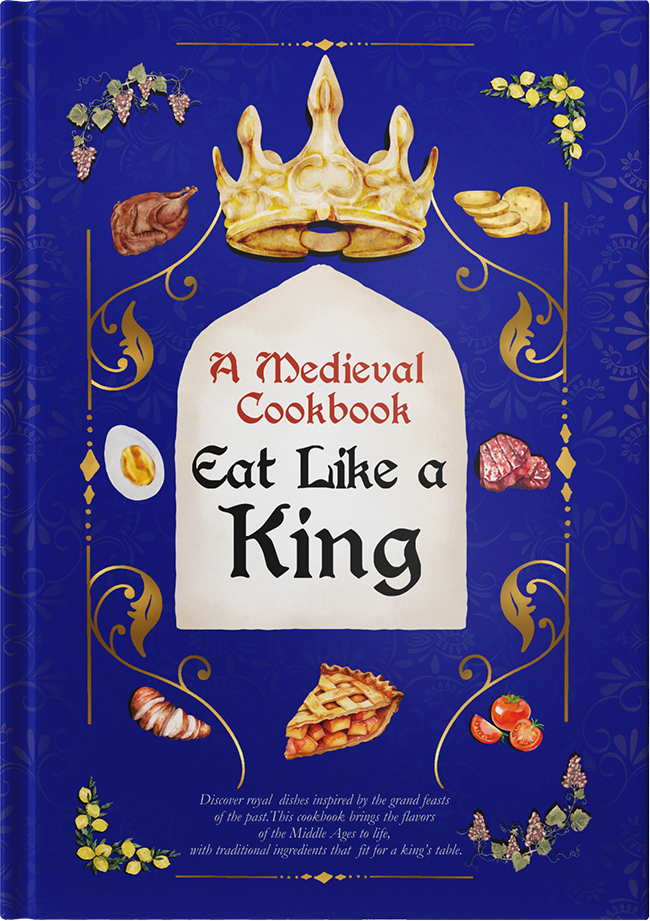 A Medieval
Cookbook
Eat Like a
King
Discover royal dishes inspired by the grand feasts
of the past.This cookbook brings the flavors
of the Middle Ages to life,
with traditional ingredients that fit for a king's table.